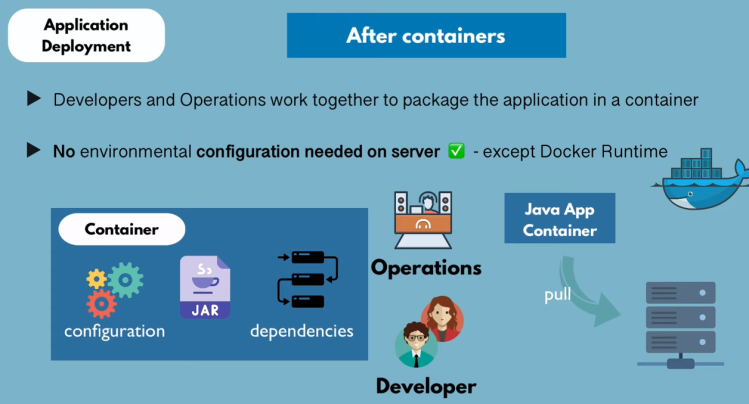 Application
Deployment
After containers
Developers and Operations work together to package the application in a container
No environmental configuration needed on server ✅ - except Docker Runtime
Container
configuration
JAR
dependencies
Operations
Developer
Java App
Container
pull